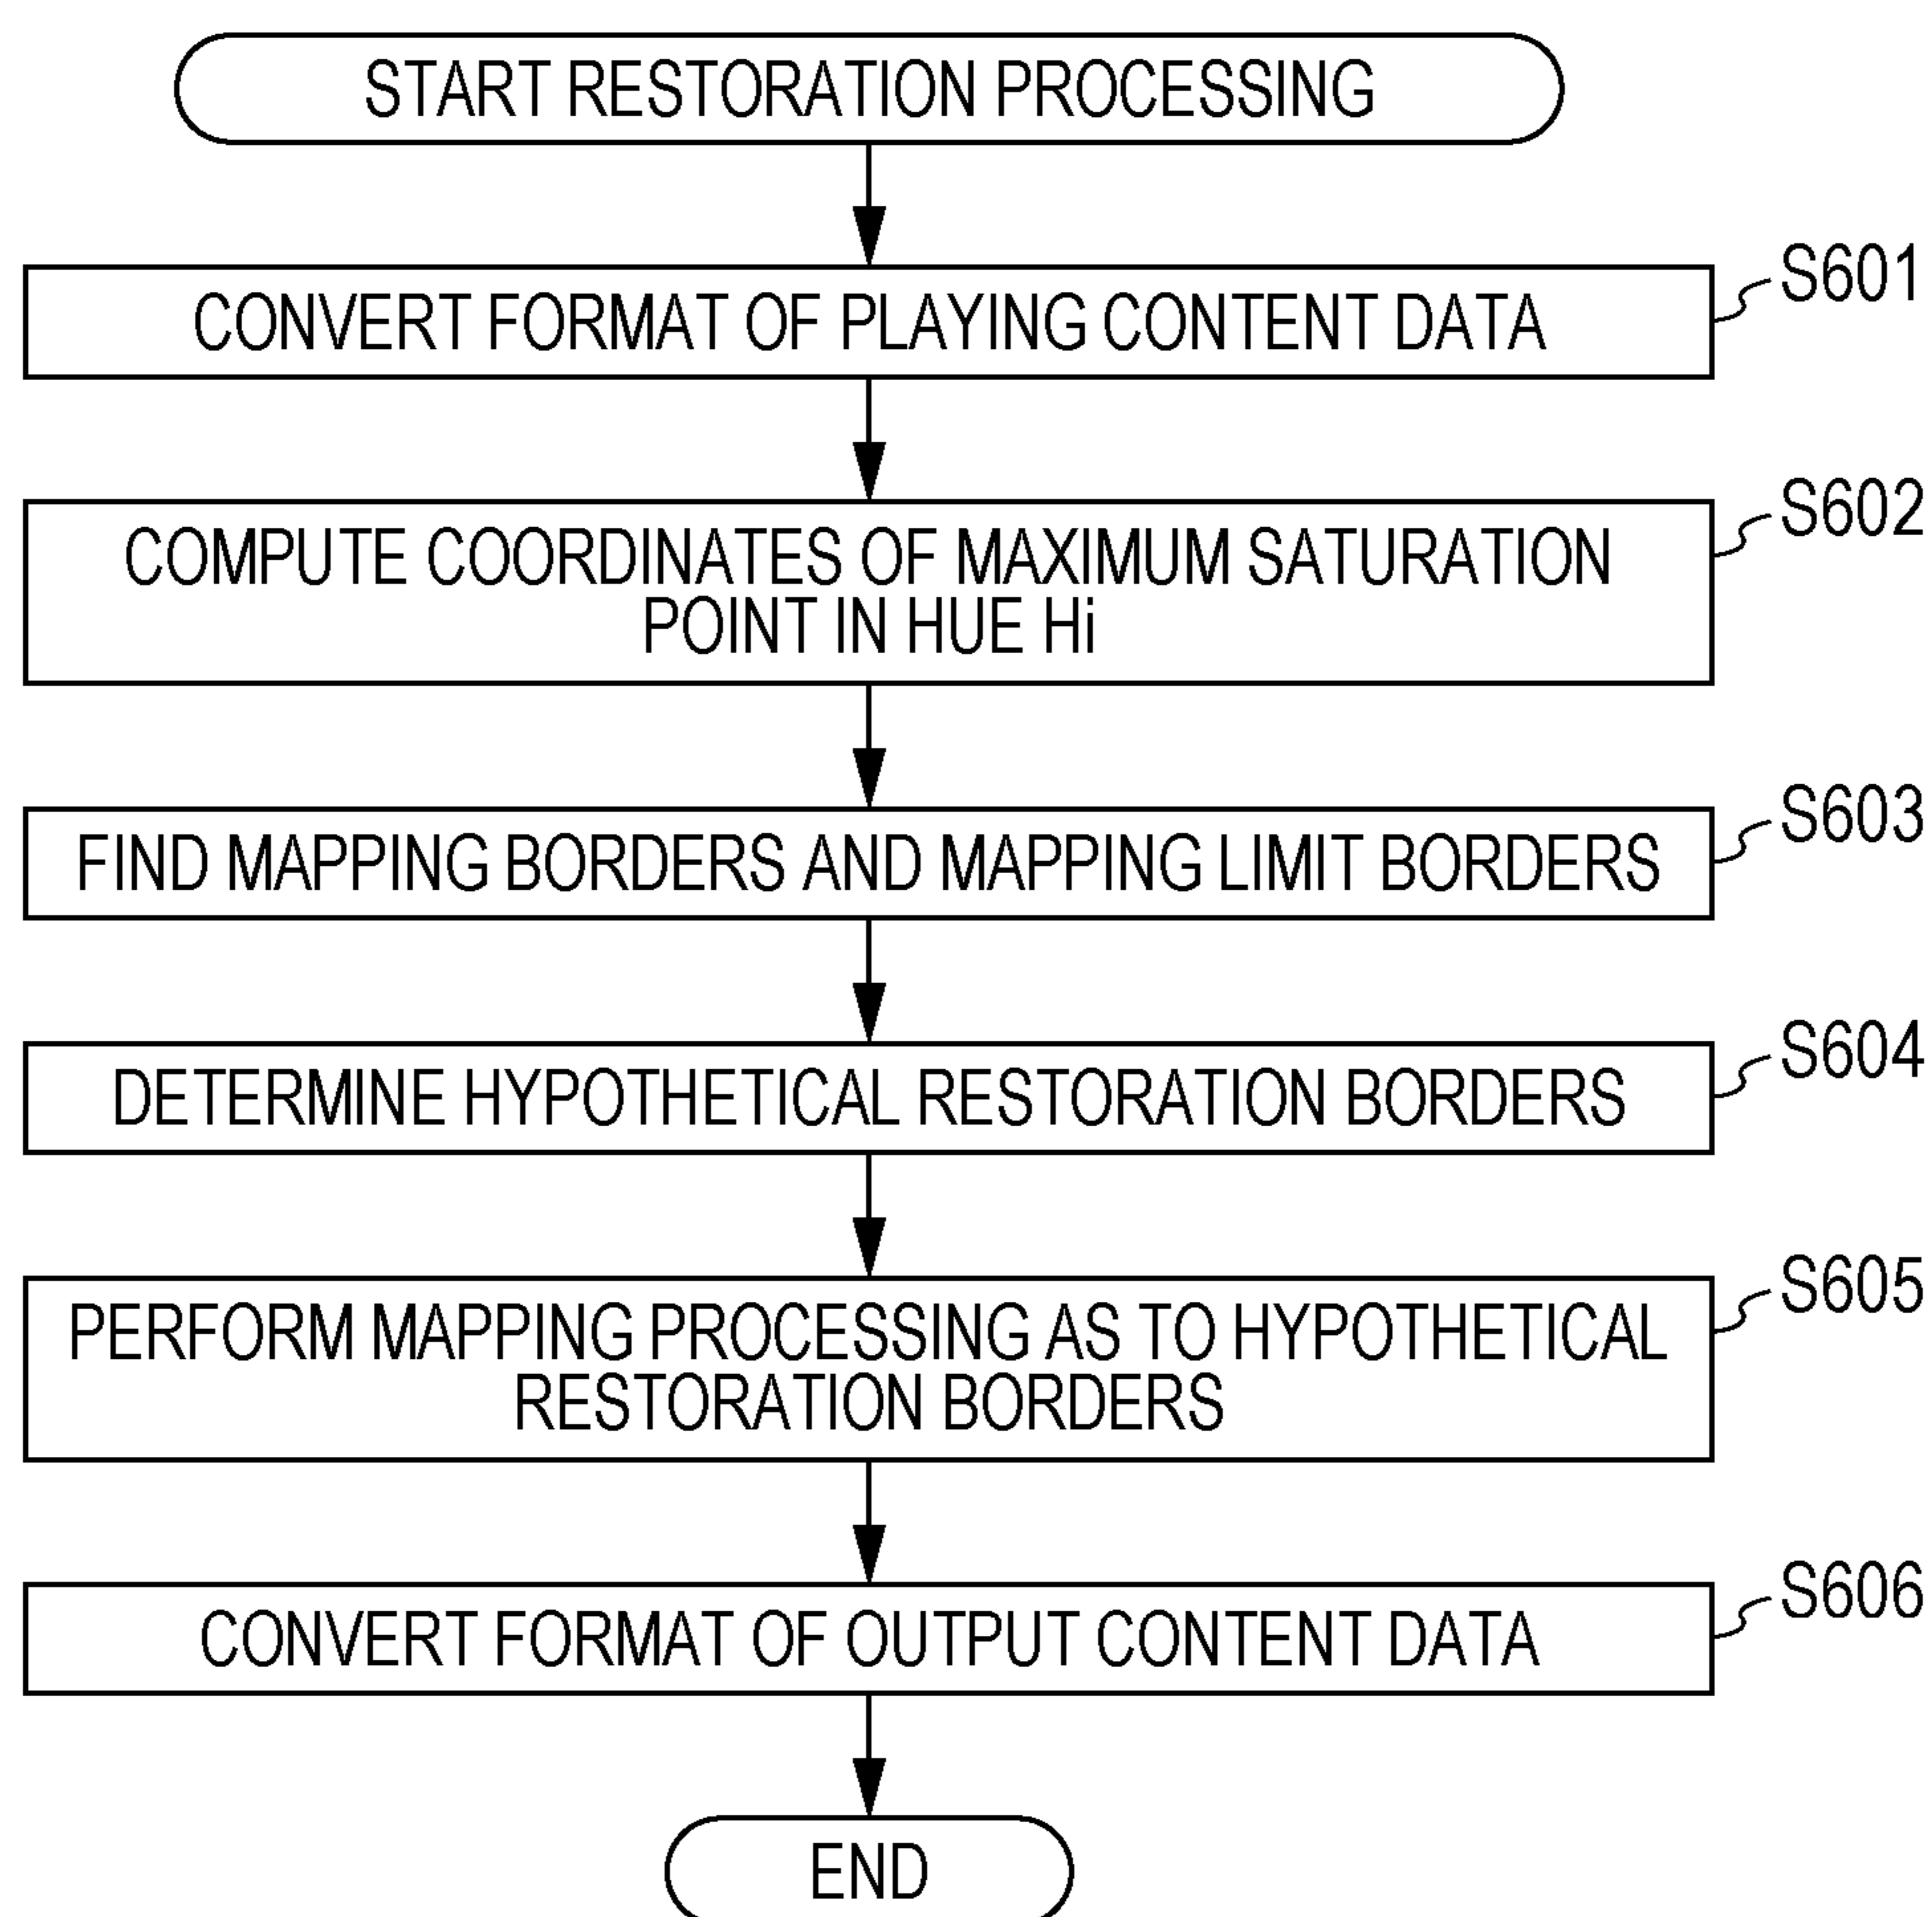 START RESTORATION PROCESSING
CONVERT FORMAT OF PLAYING CONTENT DATA
S601
COMPUTE COORDINATES OF MAXIMUM SATURATION
POINT IN HUE Hi
S602
FIND MAPPING BORDERS AND MAPPING LIMIT BORDERS
S603
DETERMINE HYPOTHETICAL RESTORATION BORDERS
S604
PERFORM MAPPING PROCESSING AS TO HYPOTHETICAL
RESTORATION BORDERS
S605
CONVERT FORMAT OF OUTPUT CONTENT DATA
S606
END